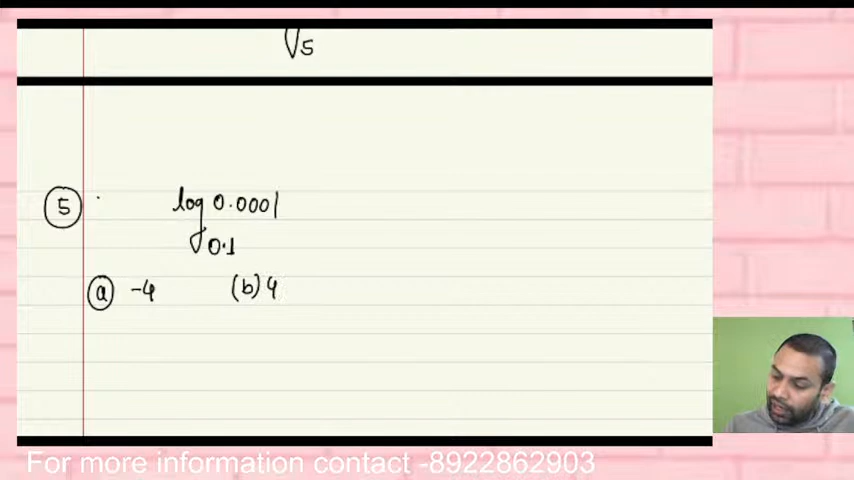 5
5 log 0.0001
0.1
a -4 (b) 4
For more information contact -8922862903